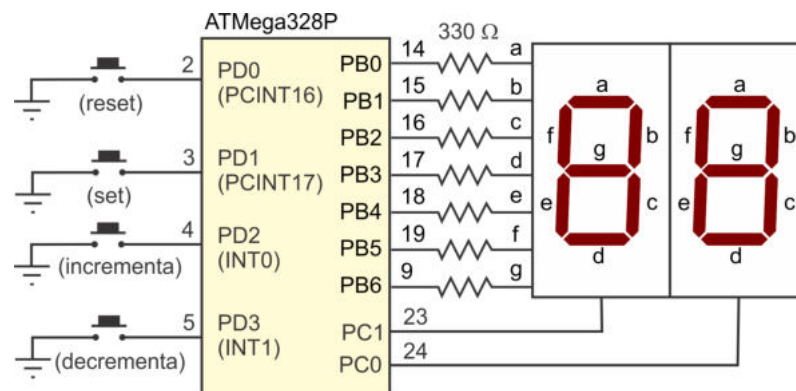 ATMega328P
330 Ω
2 PD0 PB0 14 a
(PCINT16)
(reset)
PB1 15 b
PB2 16 c
3 PD1 PB3 17 d
(PCINT17)
(set)
PB4 18 e
4 PD2 PB5 19 f
(INT0)
(incrementa)
PB6 9 g
5 PD3 PC1 23
(INT1)
(decrementa)
PC0 24
a a
f b f b
g g
e c e c
d d